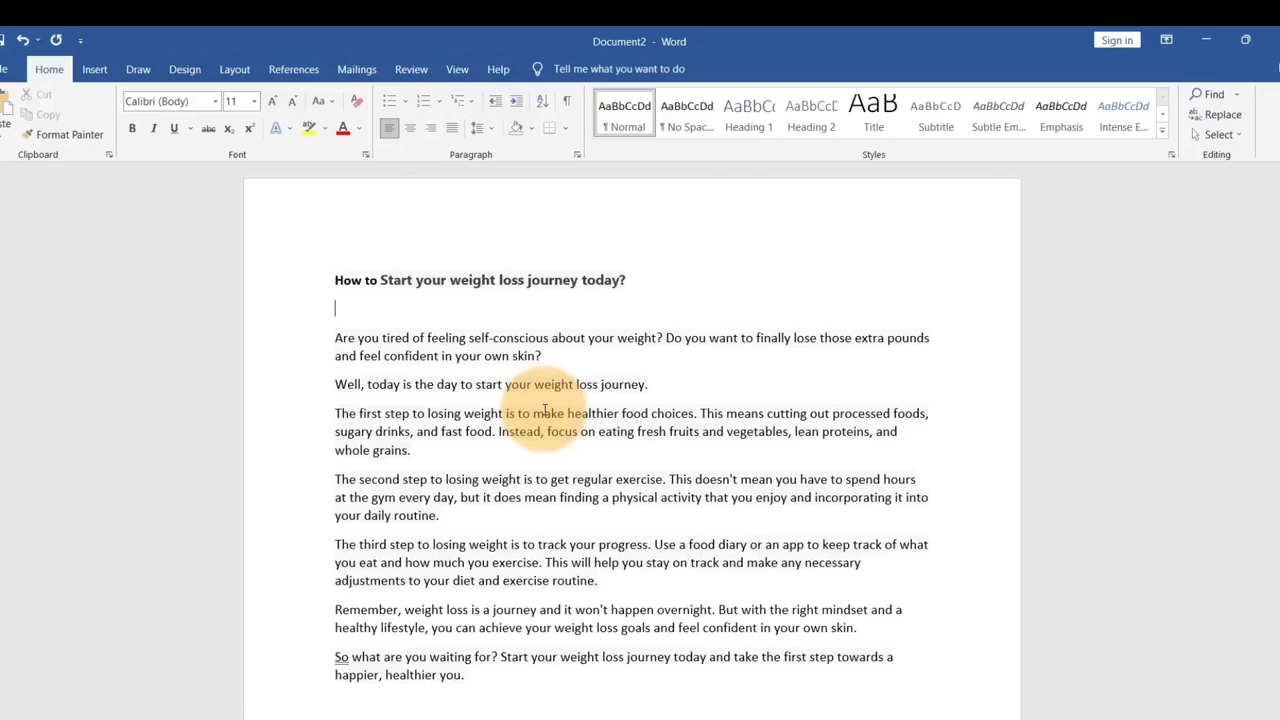 Document2 - Word
Sign in
Home Insert Draw Design Layout References Mailings Review View Help Tell me what you want to do
Cut
Copy
Format Painter
Clipboard
Calibri (Body) 11
Aa
B I U abc x₂ x²
A A
Font
Paragraph
AaBbCcDd AaBbCcDd AaBbCc AaBbCcD AaB AaBbCcD AaBbCcDd AaBbCcDd AaBbCcDd
¶ Normal ¶ No Spac... Heading 1 Heading 2 Title Subtitle Subtle Em... Emphasis Intense E...
Styles
Find
Replace
Select
Editing
How to Start your weight loss journey today?
Are you tired of feeling self-conscious about your weight? Do you want to finally lose those extra pounds
and feel confident in your own skin?
Well, today is the day to start your weight loss journey.
The first step to losing weight is to make healthier food choices. This means cutting out processed foods,
sugary drinks, and fast food. Instead, focus on eating fresh fruits and vegetables, lean proteins, and
whole grains.
The second step to losing weight is to get regular exercise. This doesn't mean you have to spend hours
at the gym every day, but it does mean finding a physical activity that you enjoy and incorporating it into
your daily routine.
The third step to losing weight is to track your progress. Use a food diary or an app to keep track of what
you eat and how much you exercise. This will help you stay on track and make any necessary
adjustments to your diet and exercise routine.
Remember, weight loss is a journey and it won't happen overnight. But with the right mindset and a
healthy lifestyle, you can achieve your weight loss goals and feel confident in your own skin.
So what are you waiting for? Start your weight loss journey today and take the first step towards a
happier, healthier you.